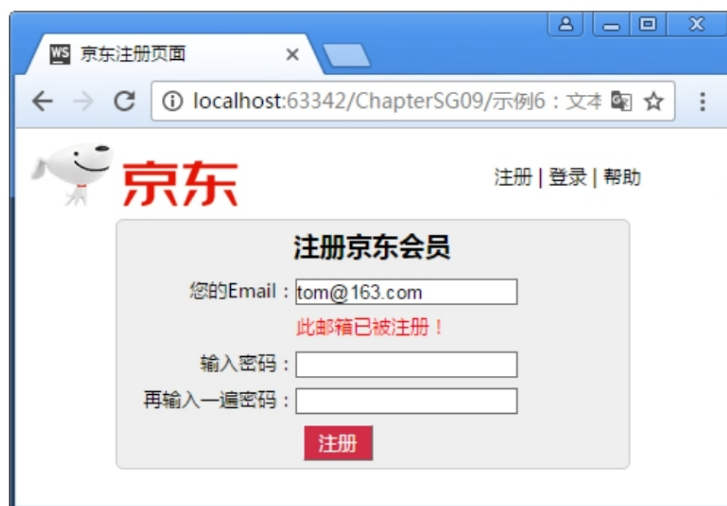 WS 京东注册页面
localhost:63342/ChapterSG09/示例6：文本
京东
注册 | 登录 | 帮助
注册京东会员
您的Email：tom@163.com
此邮箱已被注册！
输入密码：
再输入一遍密码：
注册